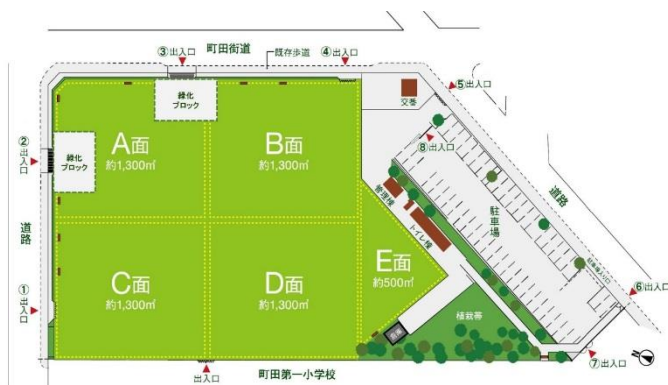 町田街道
③出入口
既存歩道
④出入口
⑤出入口
交番
緑化
ブロック
A面
約1,300㎡
B面
約1,300㎡
②
出入口
緑化
ブロック
⑧出入口
道路
管理棟
トイレ棟
駐車場
道路
C面
約1,300㎡
D面
約1,300㎡
E面
約500㎡
①
出入口
⑥出入口
植栽帯
⑦出入口
出入口
町田第一小学校
N